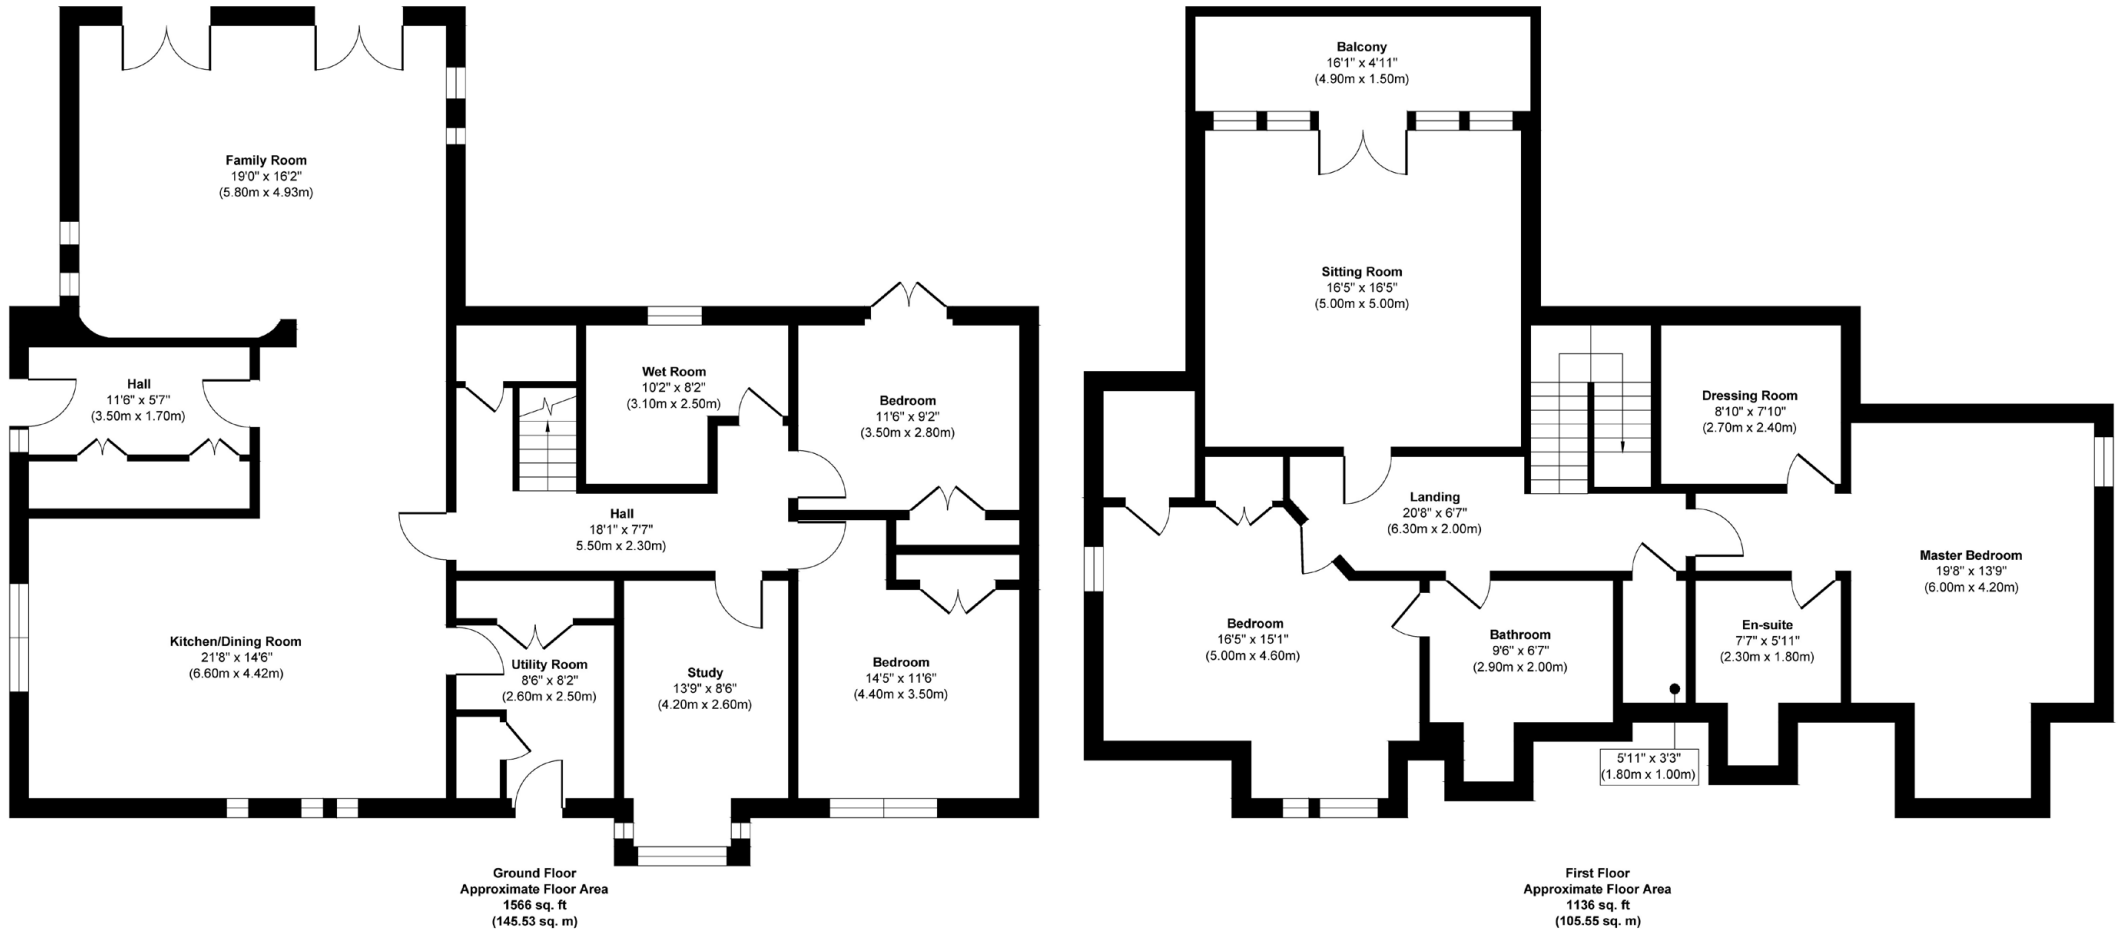 Family Room
19'0" x 16'2"
(5.80m x 4.93m)
Hall
11'6" x 5'7"
(3.50m x 1.70m)
Wet Room
10'2" x 8'2"
(3.10m x 2.50m)
Bedroom
11'6" x 9'2"
(3.50m x 2.80m)
Hall
18'1" x 7'7"
5.50m x 2.30m)
Kitchen/Dining Room
21'8" x 14'6"
(6.60m x 4.42m)
Utility Room
8'6" x 8'2"
(2.60m x 2.50m)
Study
13'9" x 8'6"
(4.20m x 2.60m)
Bedroom
14'5" x 11'6"
(4.40m x 3.50m)
Ground Floor
Approximate Floor Area
1566 sq. ft
(145.53 sq. m)
Balcony
16'1" x 4'11"
(4.90m x 1.50m)
Sitting Room
16'5" x 16'5"
(5.00m x 5.00m)
Dressing Room
8'10" x 7'10"
(2.70m x 2.40m)
Landing
20'8" x 6'7"
(6.30m x 2.00m)
Master Bedroom
19'8" x 13'9"
(6.00m x 4.20m)
Bedroom
16'5" x 15'1"
(5.00m x 4.60m)
Bathroom
9'6" x 6'7"
(2.90m x 2.00m)
En-suite
7'7" x 5'11"
(2.30m x 1.80m)
5'11" x 3'3"
(1.80m x 1.00m)
First Floor
Approximate Floor Area
1136 sq. ft
(105.55 sq. m)